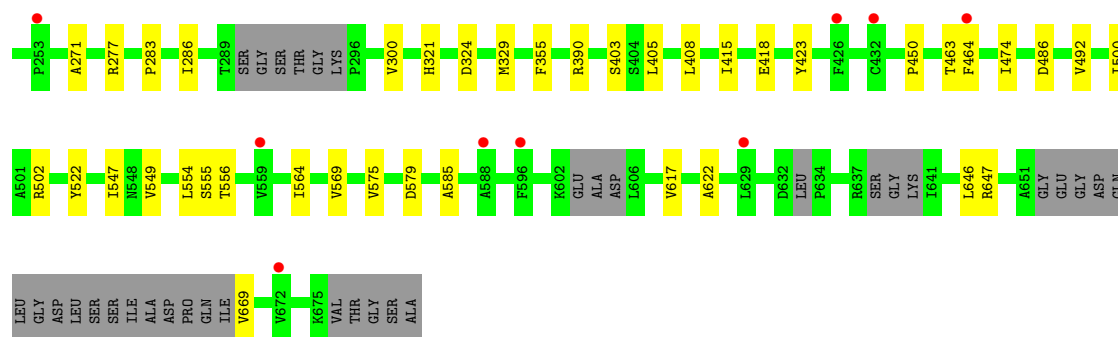 P253 A271 R277 P283 I286 T289 SER GLY SER THR GLY LYS P296 V300 H321 D324 M329 F355 R390 S403 S404 L405 L408 I415 E418 Y423 F426 C432 P450 T463 F464 I474 D486 V492 I500
A501 R502 Y522 I547 N548 V549 L554 S555 T556 V559 I564 V569 V575 D579 A585 A588 F596 K602 GLU ALA ASP L606 V617 A622 L629 D632 LEU P634 R637 SER GLY LYS I641 L646 R647 A651 GLY GLU GLY ASP GLN
LEU GLY ASP LEU SER SER ILE ALA ASP PRO GLN ILE V669 V672 K675 VAL THR GLY SER ALA